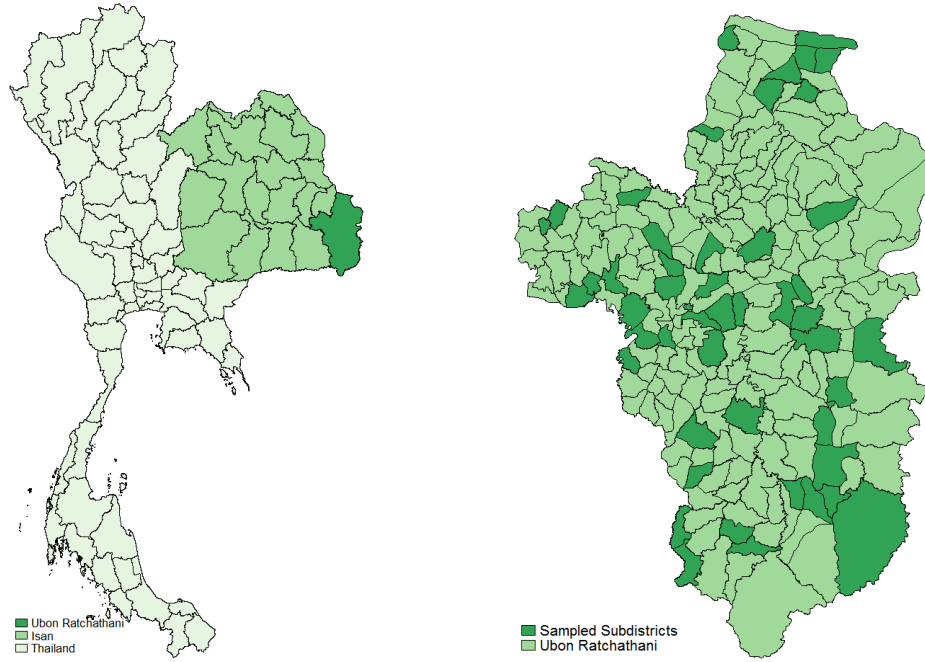 Ubon Ratchathani
Isan
Thailand
Sampled Subdistricts
Ubon Ratchathani